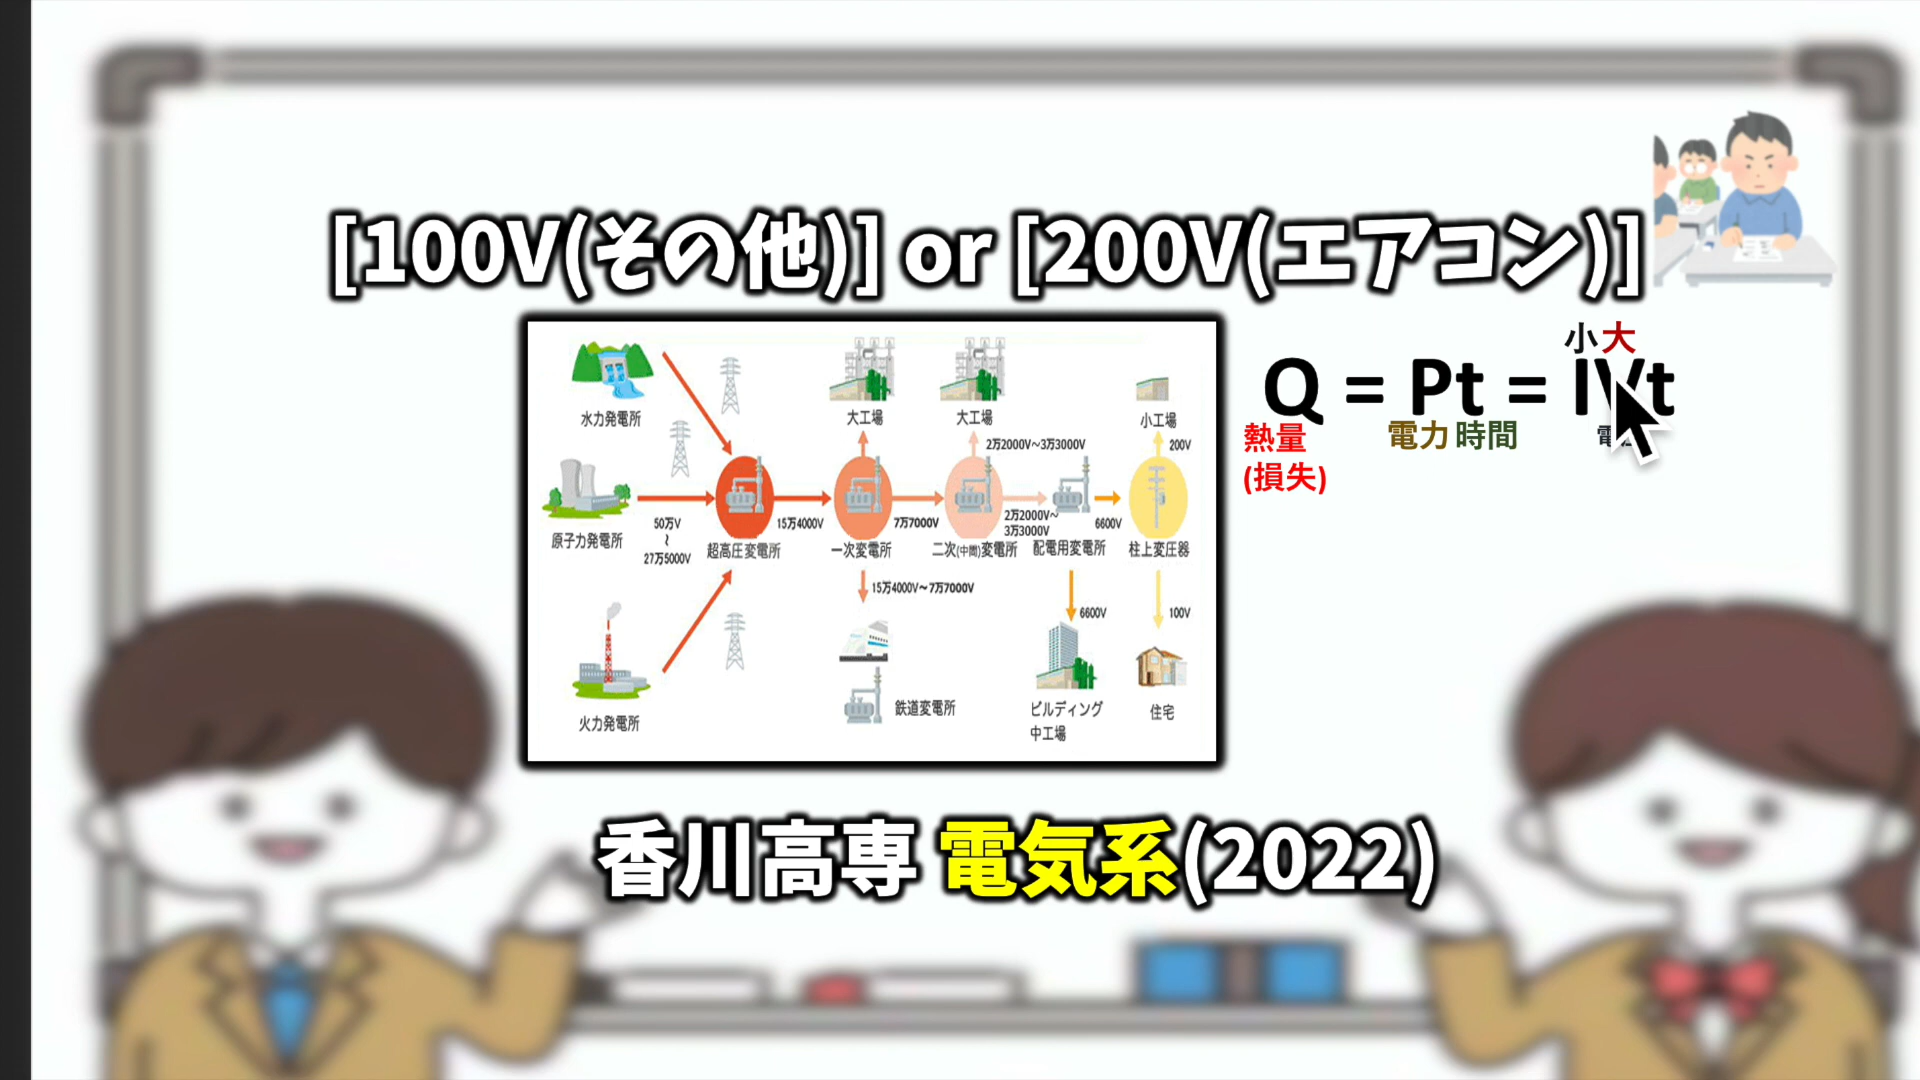 [100V(その他)] or [200V(エアコン)]
小大
Q = Pt = IVt
熱量
(損失)
電力 時間
水力発電所
大工場
大工場
小工場
2万2000V～3万3000V
200V
50万V
～
27万5000V
15万4000V
7万7000V
2万2000V～
3万3000V
6600V
原子力発電所
超高圧変電所
一次変電所
二次(中間)変電所
配電用変電所
柱上変圧器
15万4000V～7万7000V
6600V
100V
火力発電所
鉄道変電所
ビルディング
中工場
住宅
香川高専 電気系(2022)